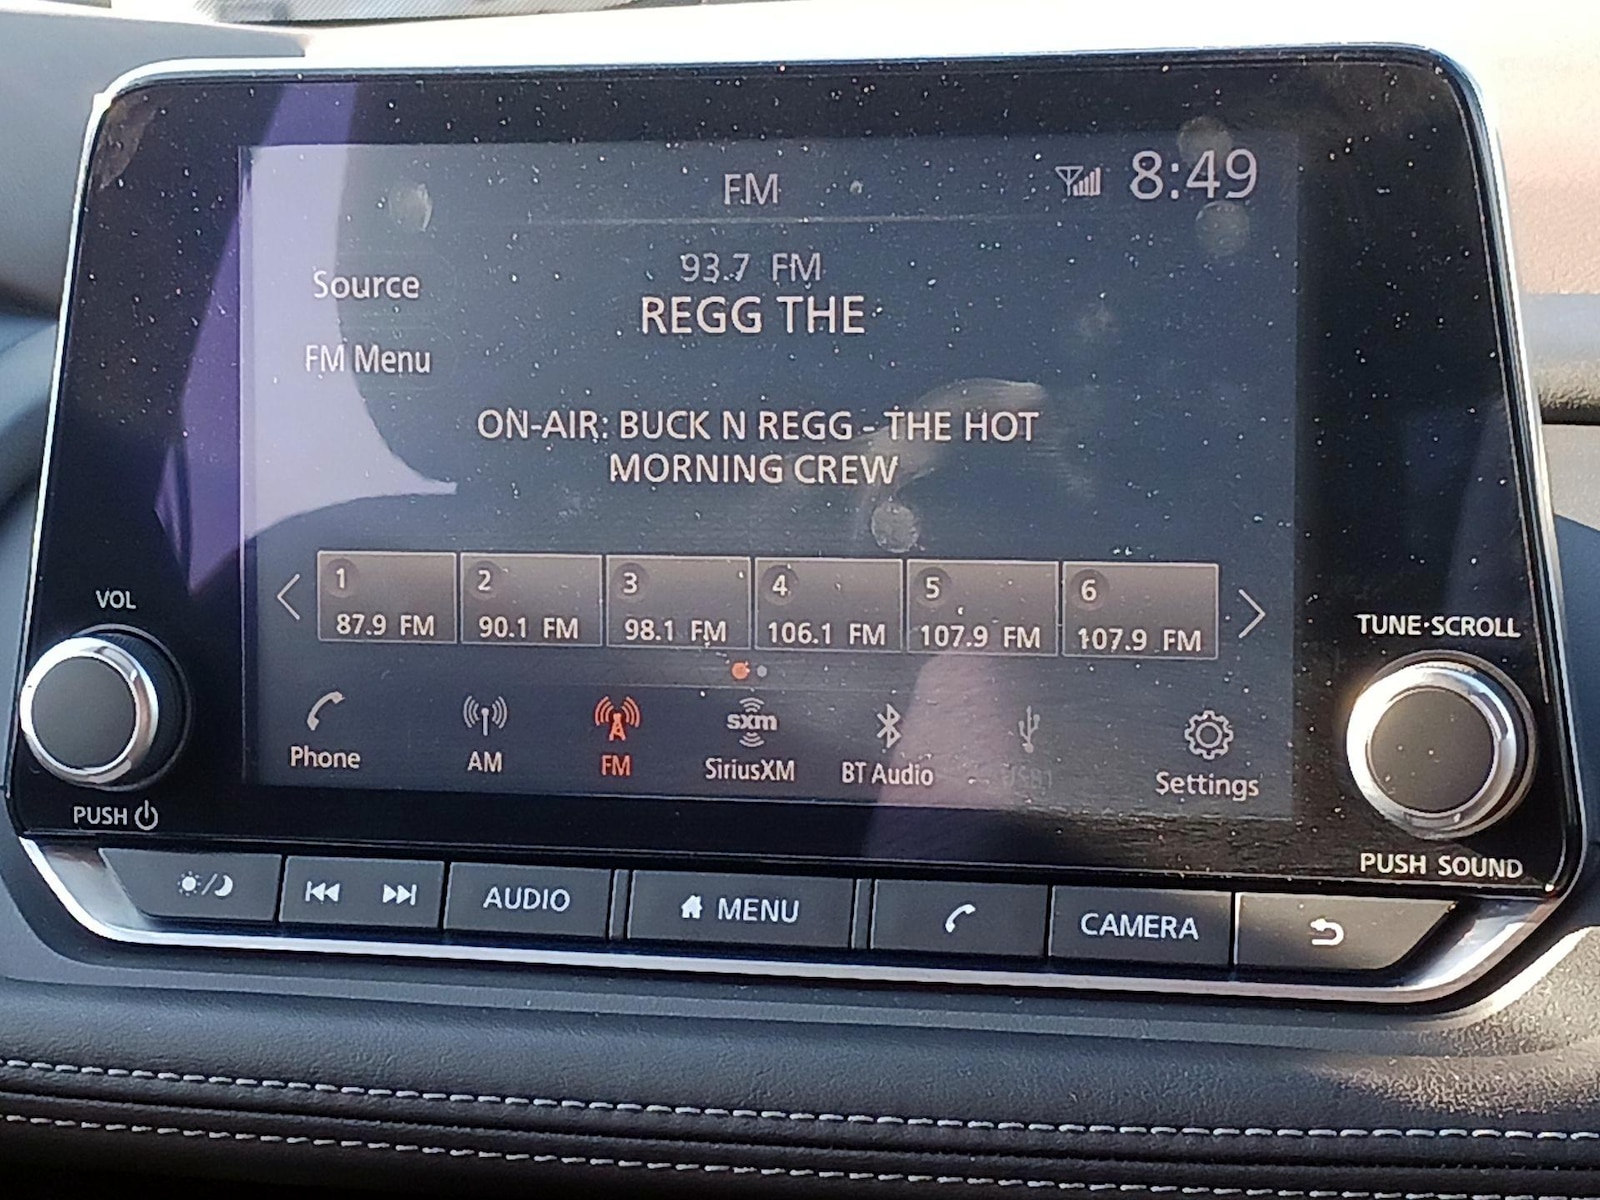 FM
8:49
93.7 FM
REGG THE
Source
FM Menu
ON-AIR: BUCK N REGG - THE HOT
MORNING CREW
1
87.9 FM
2
90.1 FM
3
98.1 FM
4
106.1 FM
5
107.9 FM
6
107.9 FM
VOL
PUSH
TUNE·SCROLL
PUSH SOUND
Phone
AM
FM
sxm
SiriusXM
BT Audio
USB1
Settings
AUDIO
MENU
CAMERA